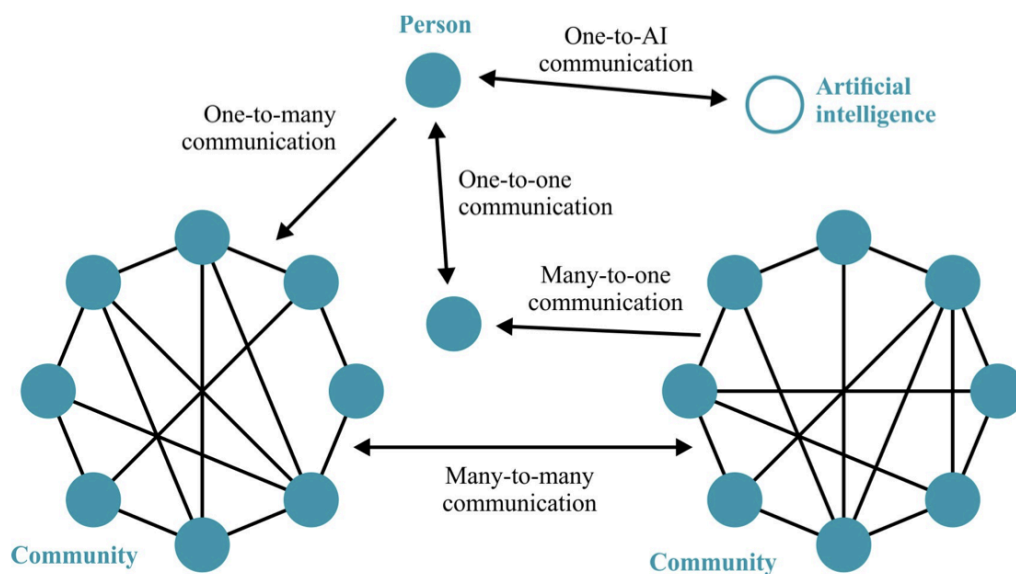 Person
One-to-AI
communication
Artificial
intelligence
One-to-many
communication
One-to-one
communication
Many-to-one
communication
Many-to-many
communication
Community
Community